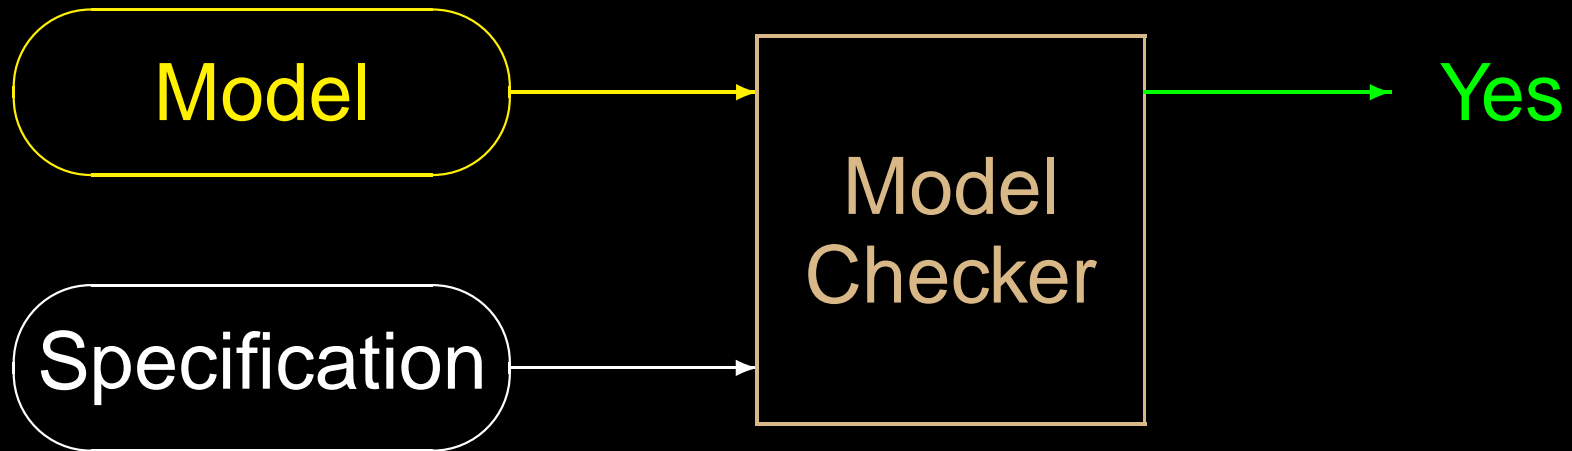 Model
Yes
Model
Checker
Specification